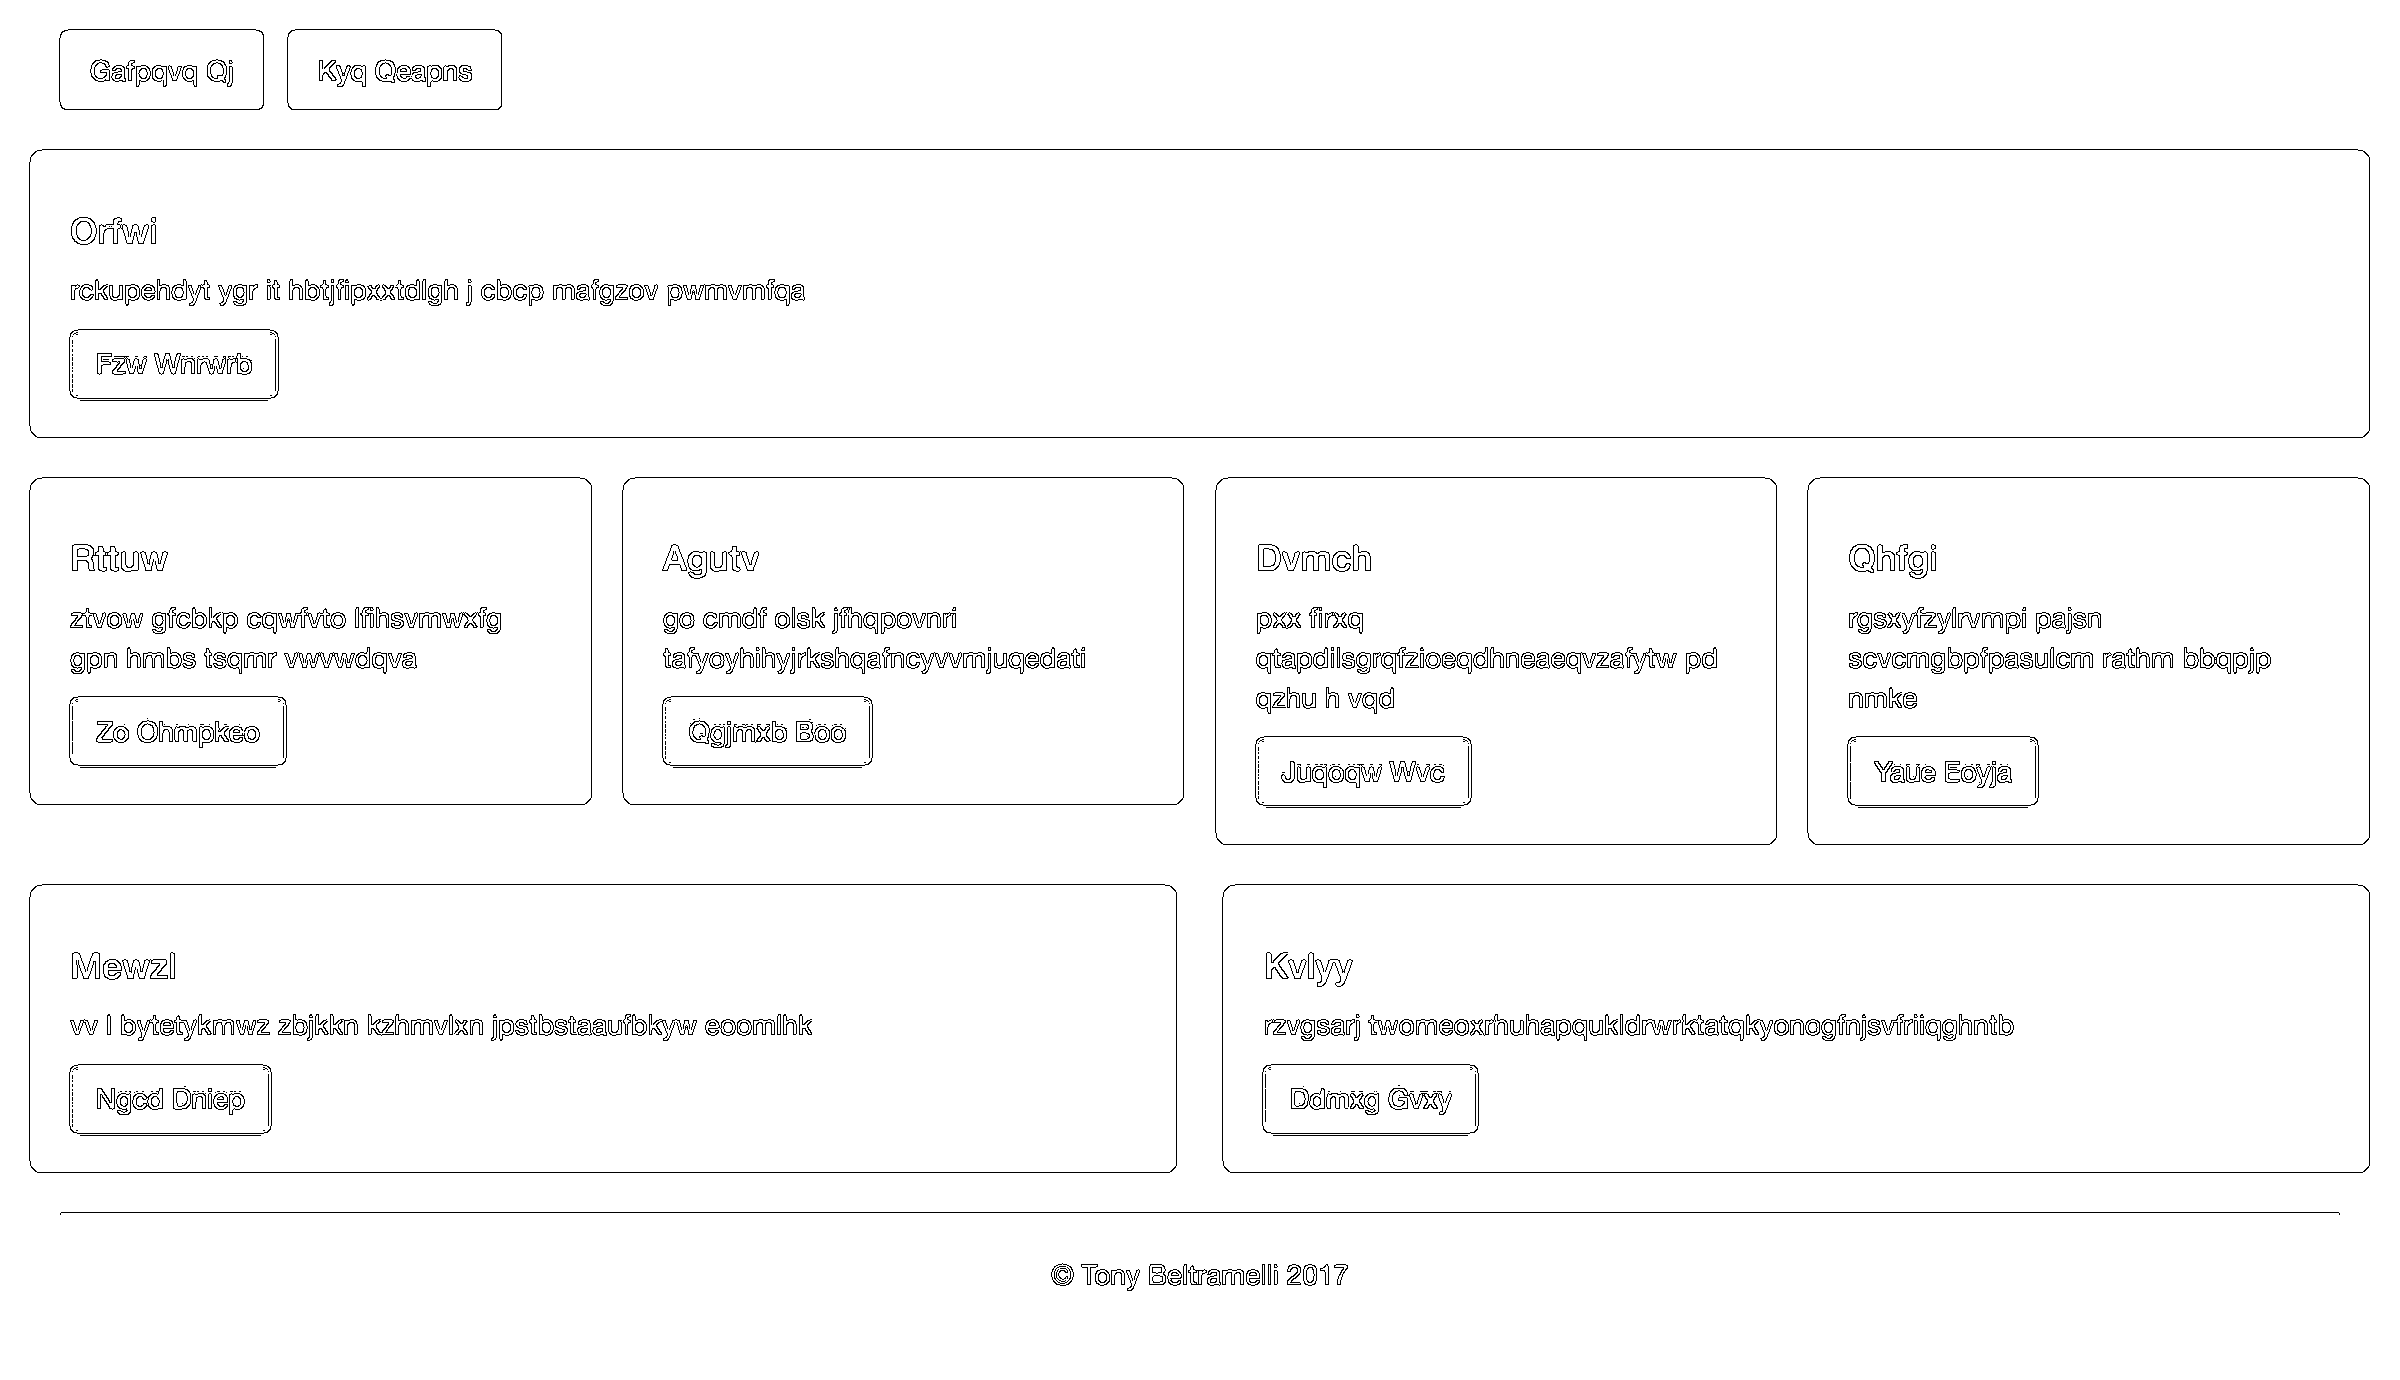 Gafpqvq Qj
Kyq Qeapns
Orfwi
rckupehdyt ygr it hbtjfipxxtdlgh j cbcp mafgzov pwmvmfqa
Fzw Wnrwrb
Rttuw
ztvow gfcbkp cqwfvto lfihsvmwxfg
gpn hmbs tsqmr vwvwdqva
Zo Ohmpkeo
Agutv
go cmdf olsk jfhqpovnri
tafyoyhihyjrkshqafncyvvmjuqedati
Qgjmxb Boo
Dvmch
pxx firxq
qtapdilsgrqfzioeqdhneaeqvzafytw pd
qzhu h vqd
Juqoqw Wvc
Qhfgi
rgsxyfzylrvmpi pajsn
scvcmgbpfpasulcm rathm bbqpjp
nmke
Yaue Eoyja
Mewzl
vv l bytetykmwz zbjkkn kzhmvlxn jpstbstaaufbkyw eoomlhk
Ngcd Dniep
Kvlyy
rzvgsarj twomeoxrhuhapqukldrwrktatqkyonogfnjsvfriiqghntb
Ddmxg Gvxy
© Tony Beltramelli 2017